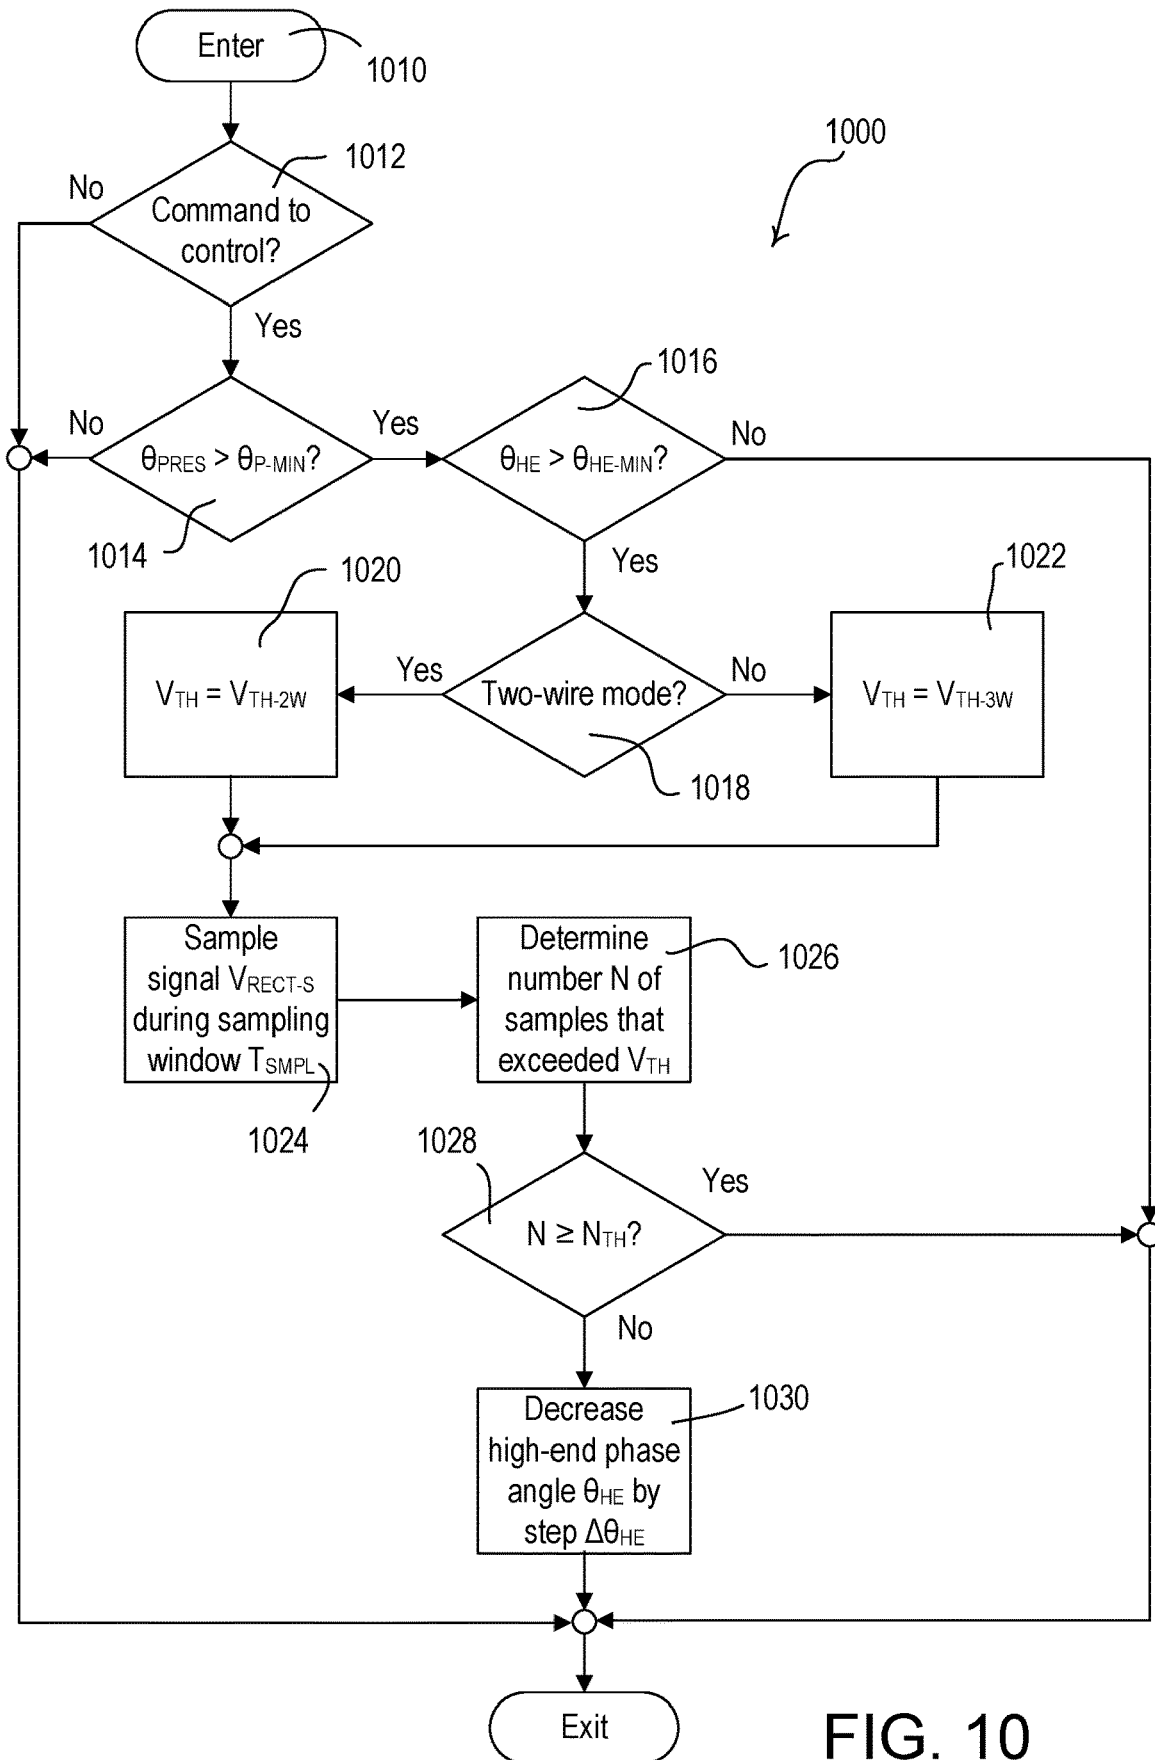 Enter
1010
1000
1012
No
Command to
control?
Yes
1016
No
θPRES > θP-MIN?
Yes
θHE > θHE-MIN?
No
1014
Yes
1020
1022
VTH = VTH-2W
Yes
Two-wire mode?
No
VTH = VTH-3W
1018
Sample
signal VRECT-S
during sampling
window TSMPL
1024
Determine
number N of
samples that
exceeded VTH
1026
1028
Yes
N ≥ NTH?
No
Decrease
high-end phase
angle θHE by
step ΔθHE
1030
Exit
FIG. 10